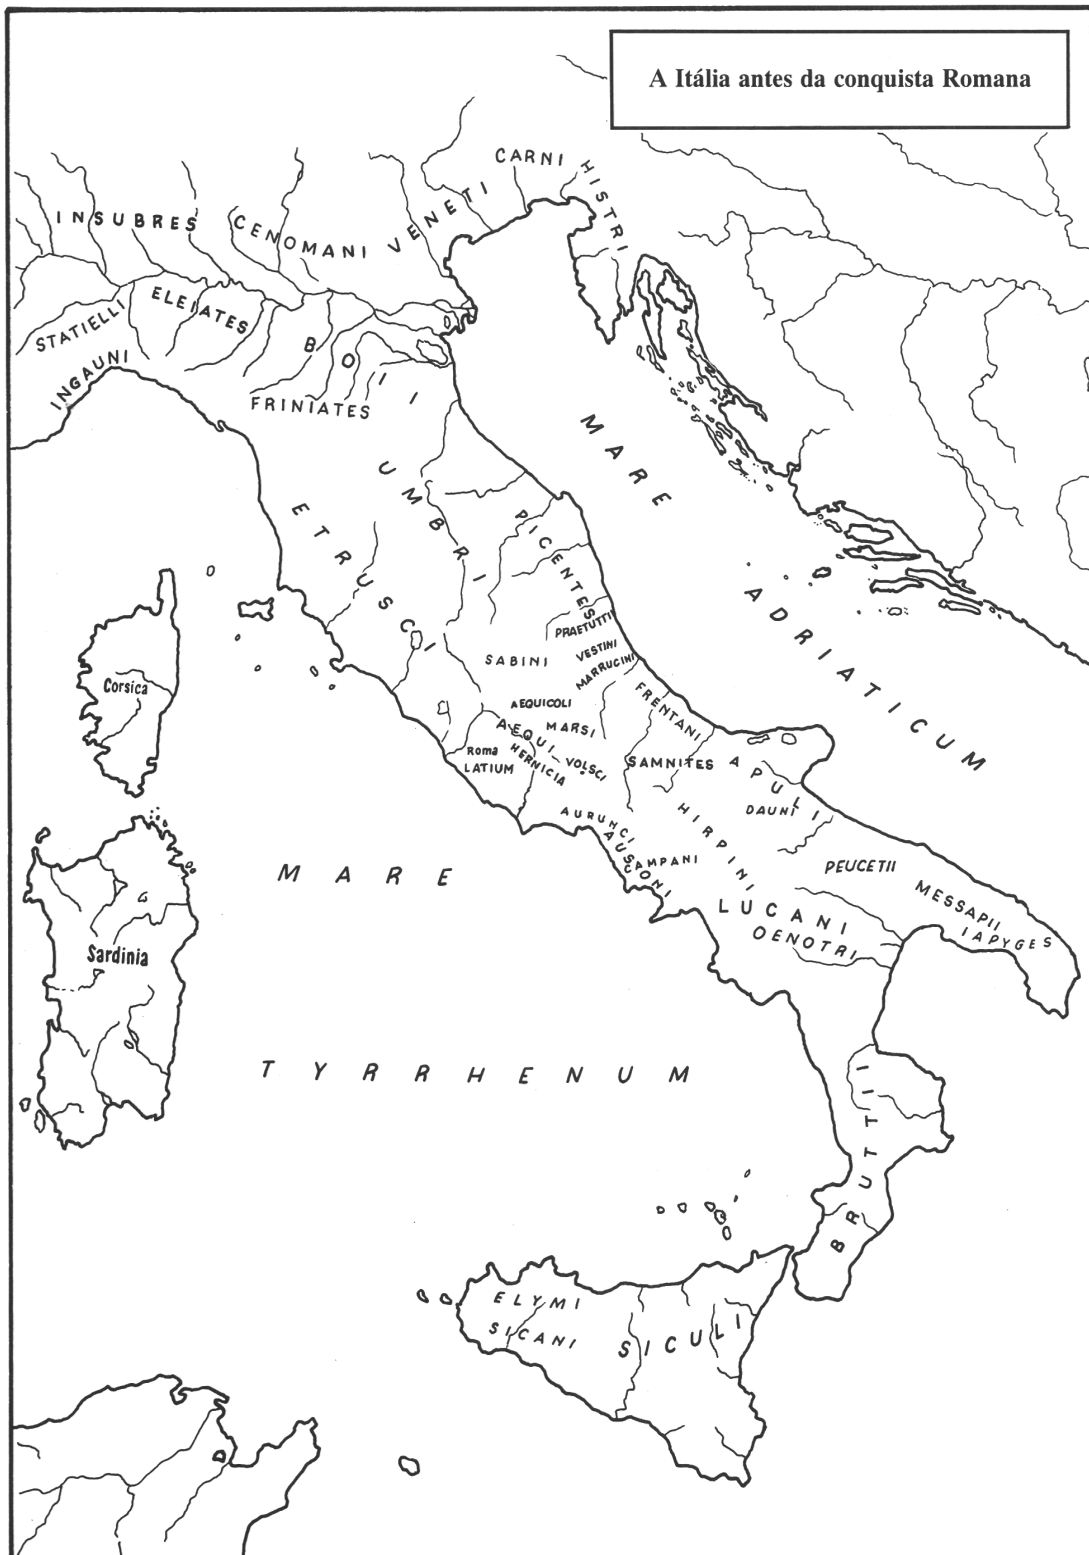 A Itália antes da conquista Romana
CARNI
HISTRI
VENETI
INSUBRES
CENOMANI
ELEIATES
STATIELLI
INGAUNI
BOII
FRINIATES
MARE
ADRIATICUM
UMBRI
ETRUSCI
PICENTES
PRAETUTTII
VESTINI
MARRUCINI
SABINI
Corsica
FRENTANI
AEQUICOLI
MARSI
AEQUI
HERNICIA
VOLSCI
Roma
LATIUM
SAMNITES
APULI
DAUNI
HIRPINI
AURUNCI
AUSONI
CAMPANI
PEUCETII
MESSAPII
IAPYGES
LUCANI
OENOTRI
Sardinia
MARE
TYRRHENUM
BRUTTII
ELYMI
SICANI
SICULI